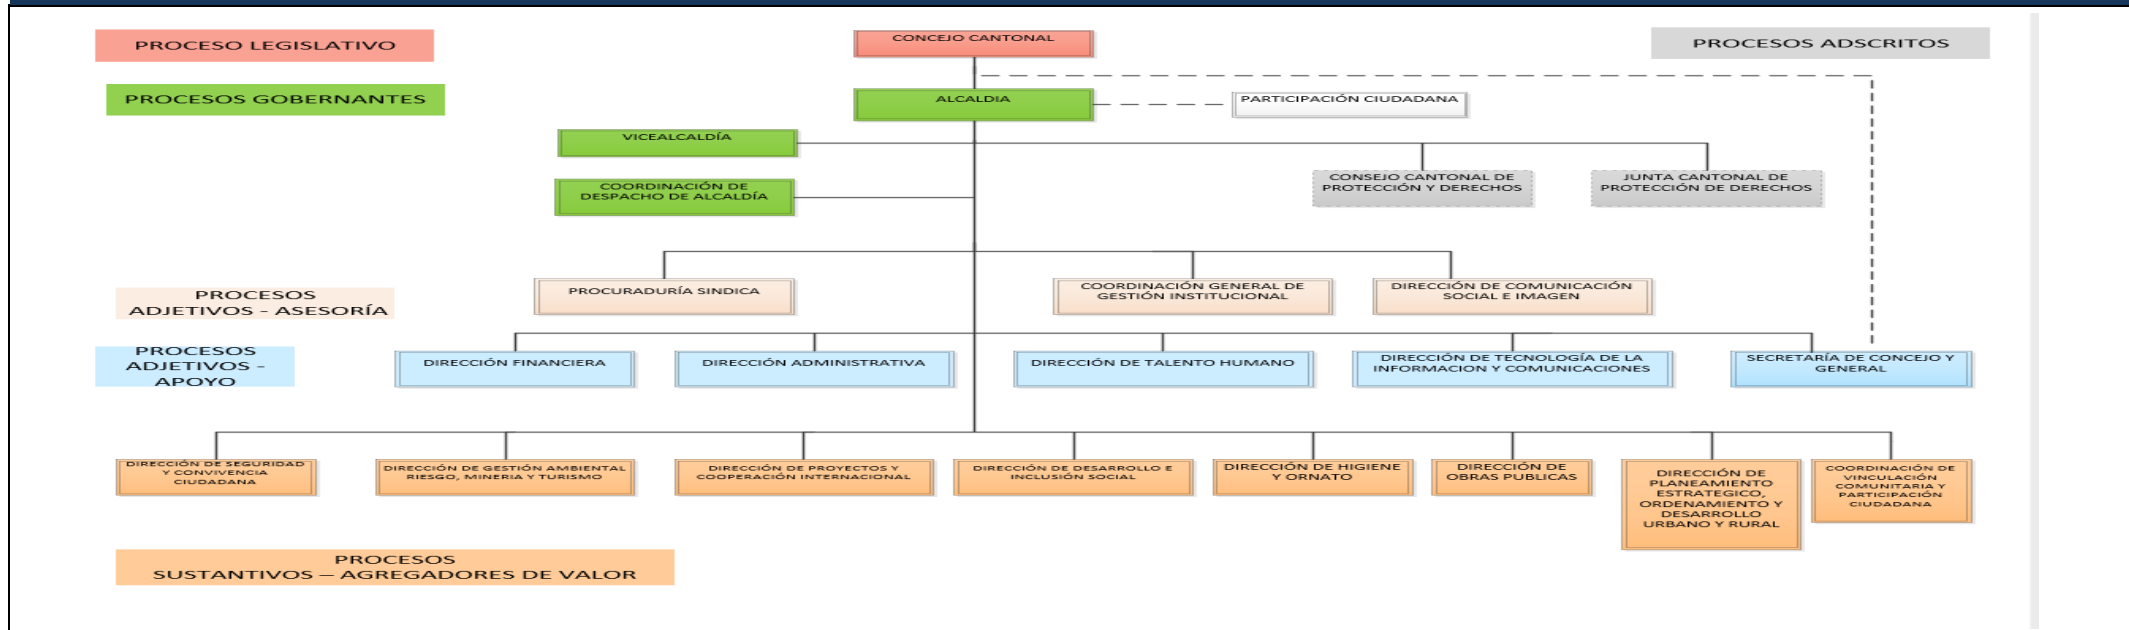 PROCESO LEGISLATIVO
CONCEJO CANTONAL
PROCESOS ADSCRITOS
PROCESOS GOBERNANTES
ALCALDIA
PARTICIPACIÓN CIUDADANA
VICEALCALDÍA
COORDINACIÓN DE
DESPACHO DE ALCALDÍA
CONSEJO CANTONAL DE
PROTECCIÓN Y DERECHOS
JUNTA CANTONAL DE
PROTECCIÓN DE DERECHOS
PROCESOS
ADJETIVOS - ASESORÍA
PROCURADURÍA SINDICA
COORDINACIÓN GENERAL DE
GESTIÓN INSTITUCIONAL
DIRECCIÓN DE COMUNICACIÓN
SOCIAL E IMAGEN
PROCESOS
ADJETIVOS -
APOYO
DIRECCIÓN FINANCIERA
DIRECCIÓN ADMINISTRATIVA
DIRECCIÓN DE TALENTO HUMANO
DIRECCIÓN DE TECNOLOGÍA DE LA
INFORMACION Y COMUNICACIONES
SECRETARÍA DE CONCEJO Y
GENERAL
DIRECCIÓN DE SEGURIDAD
Y CONVIVENCIA
CIUDADANA
DIRECCIÓN DE GESTIÓN AMBIENTAL
RIESGO, MINERIA Y TURISMO
DIRECCIÓN DE PROYECTOS Y
COOPERACIÓN INTERNACIONAL
DIRECCIÓN DE DESARROLLO E
INCLUSIÓN SOCIAL
DIRECCIÓN DE HIGIENE
Y ORNATO
DIRECCIÓN DE
OBRAS PUBLICAS
DIRECCIÓN DE
PLANEAMIENTO
ESTRATEGICO,
ORDENAMIENTO Y
DESARROLLO
URBANO Y RURAL
COORDINACIÓN DE
VINCULACIÓN
COMUNITARIA Y
PARTICIPACIÓN
CIUDADANA
PROCESOS
SUSTANTIVOS – AGREGADORES DE VALOR